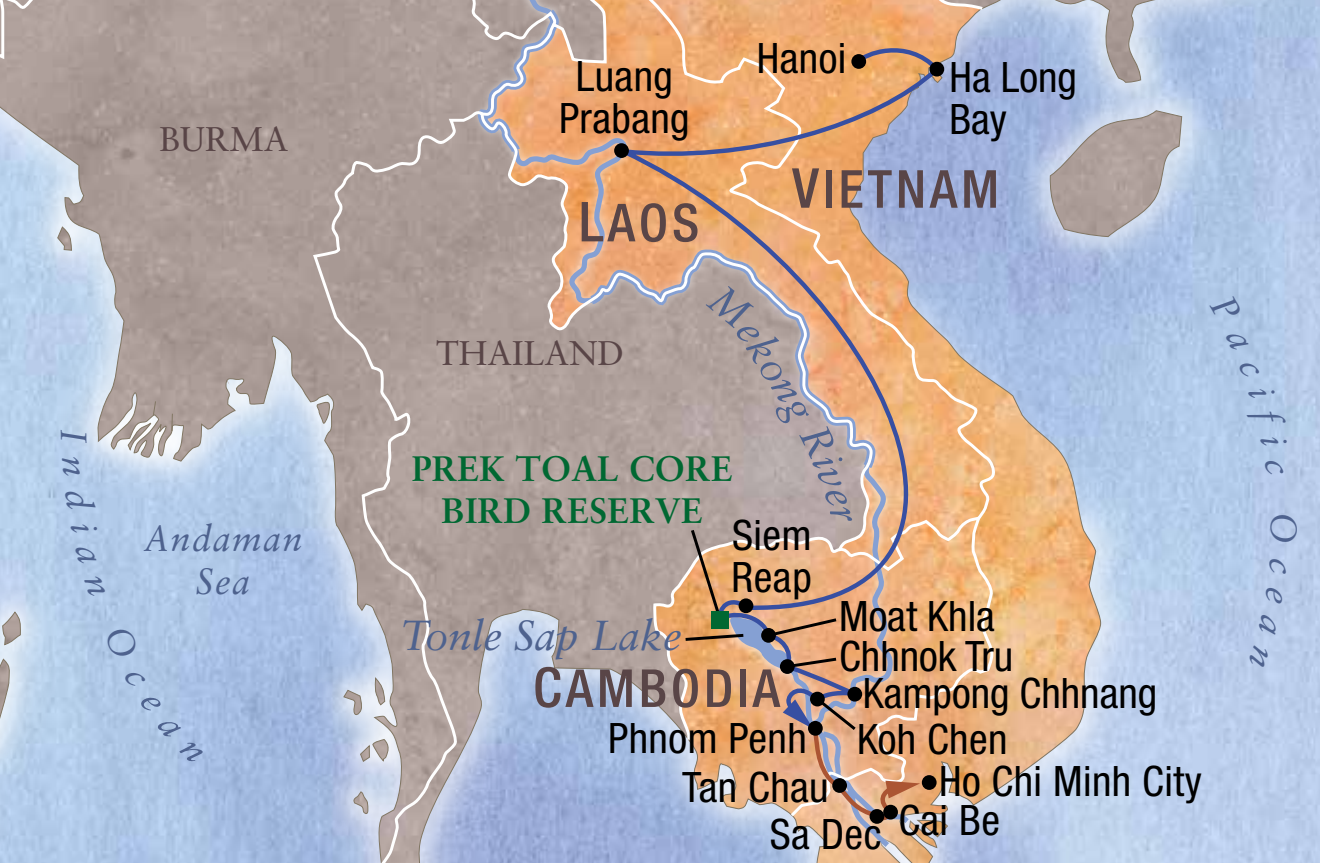 Hanoi
Ha Long
Bay
Luang
Prabang
BURMA
VIETNAM
LAOS
Mekong River
Pacific Ocean
THAILAND
Indian Ocean
PREK TOAL CORE
BIRD RESERVE
Andaman
Sea
Siem
Reap
Moat Khla
Tonle Sap Lake
Chhnok Tru
CAMBODIA
Kampong Chhnang
Phnom Penh
Koh Chen
Tan Chau
Ho Chi Minh City
Cai Be
Sa Dec